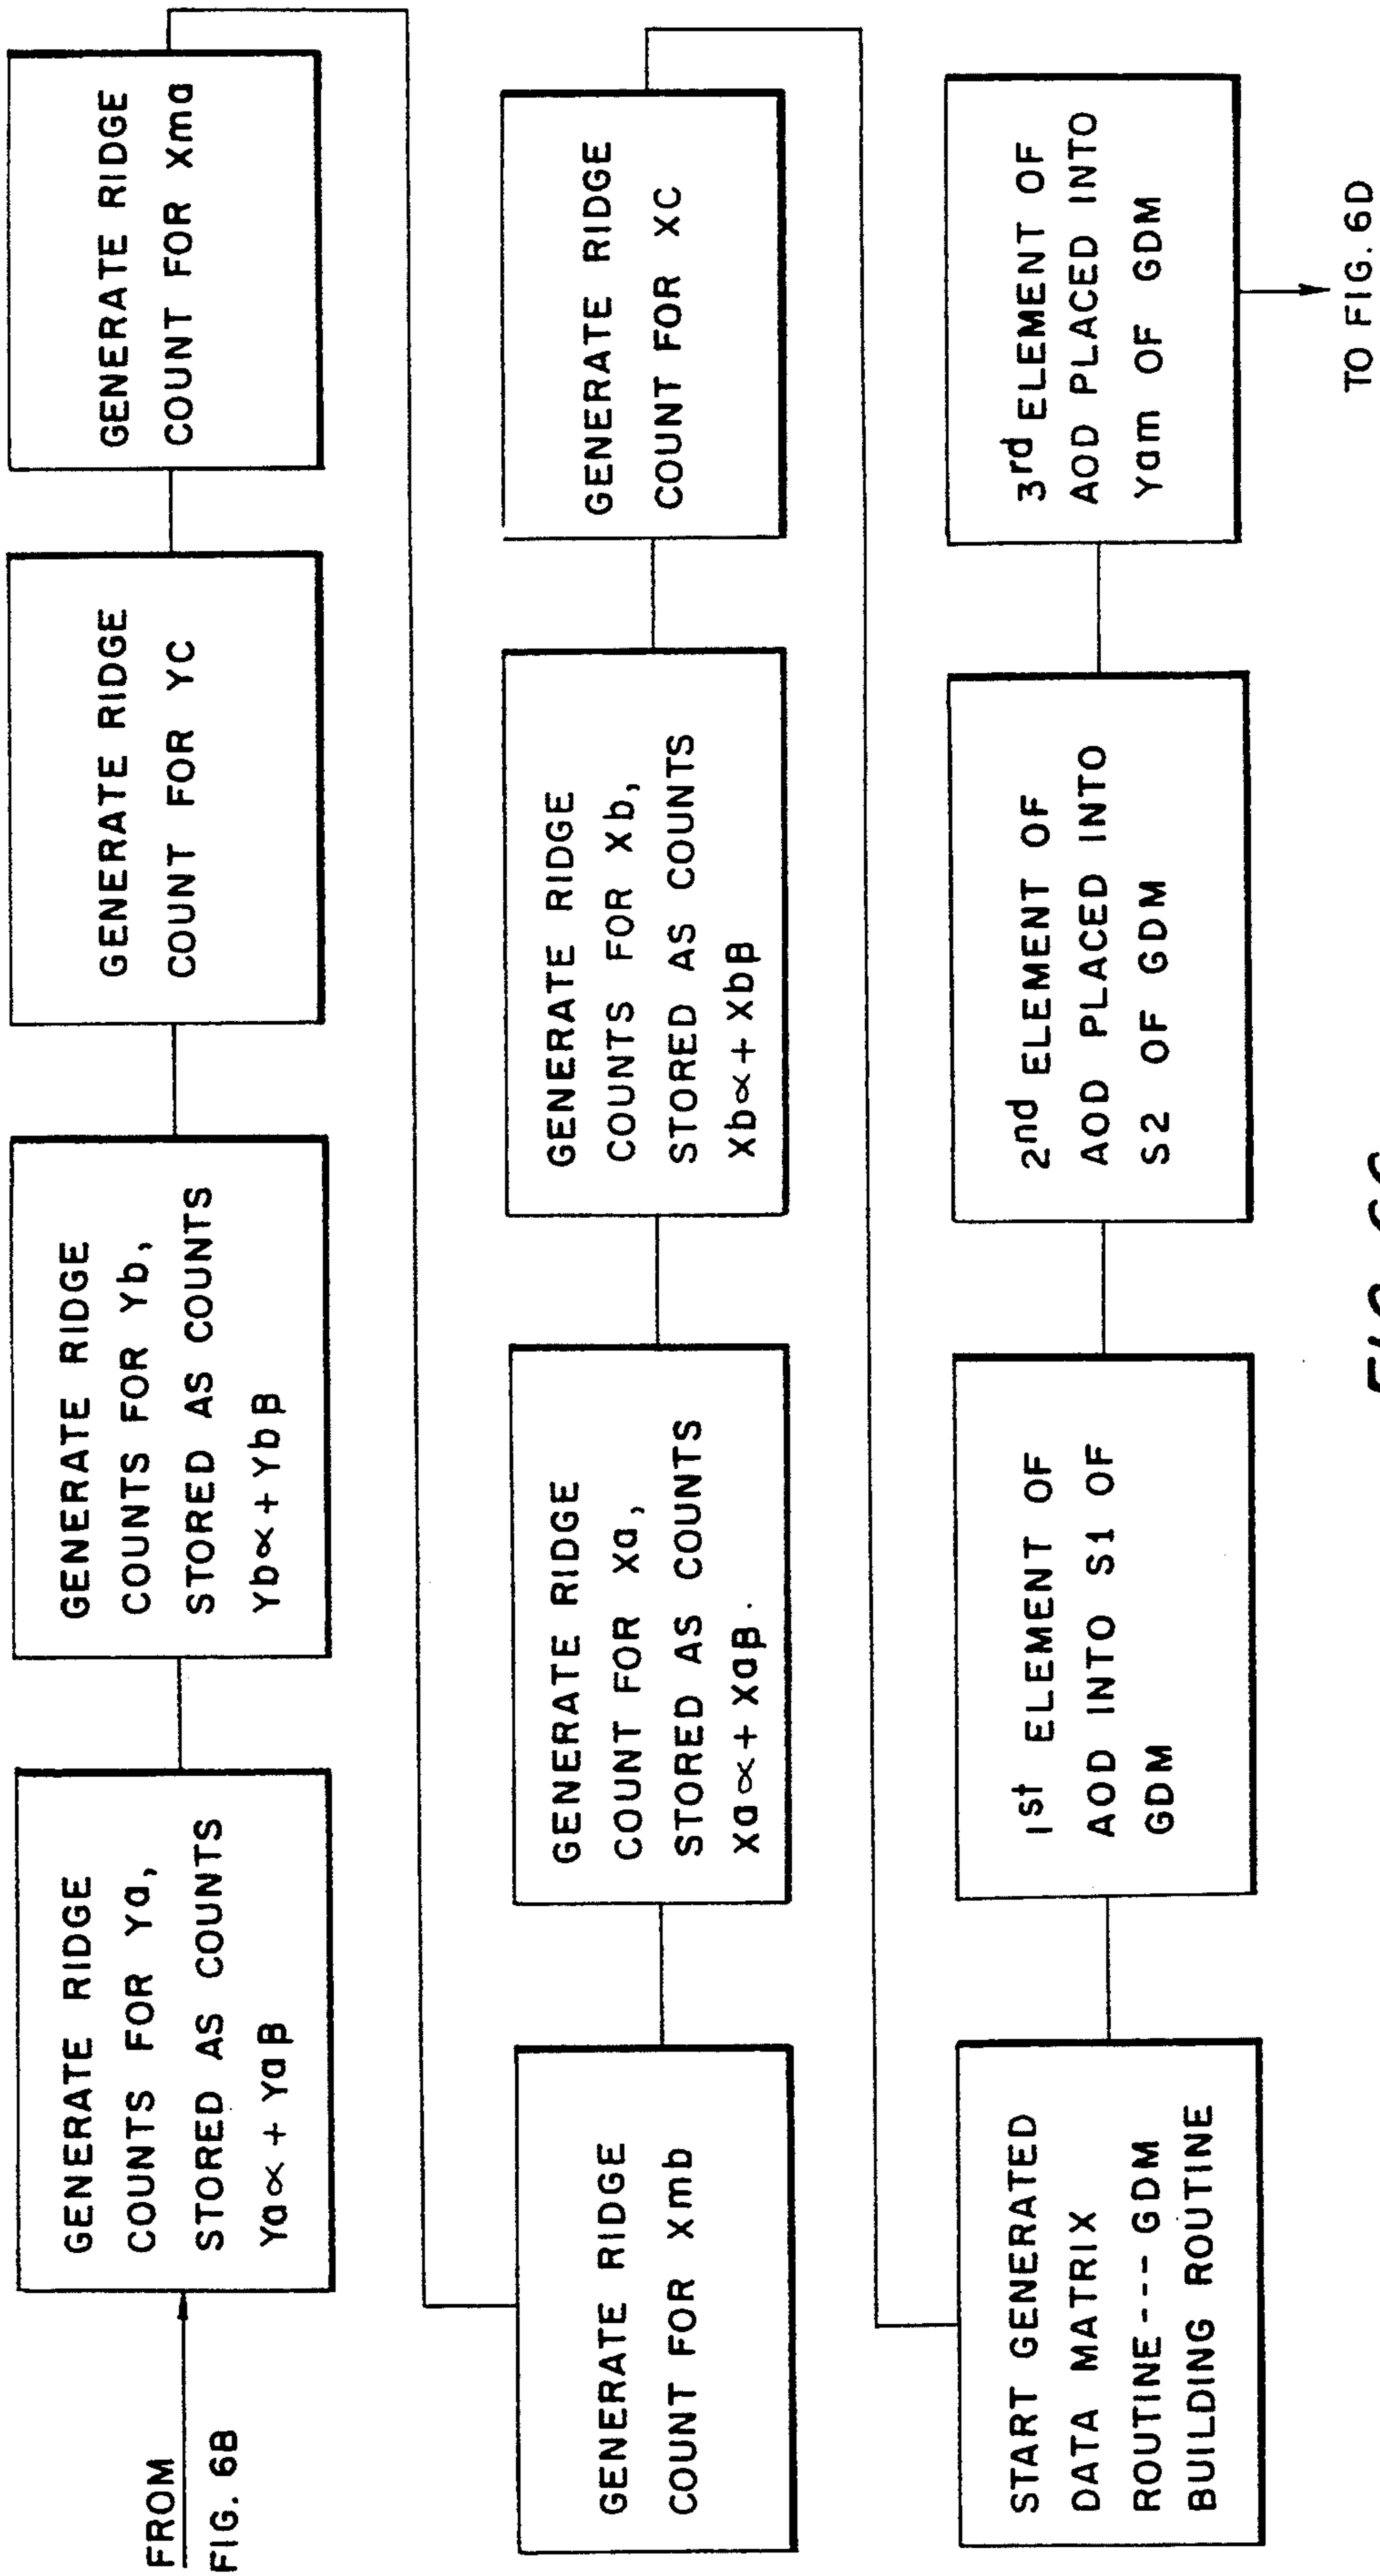 FROM
FIG. 6B
GENERATE RIDGE
COUNTS FOR Ya,
STORED AS COUNTS
Ya∝ + Yaβ
GENERATE RIDGE
COUNTS FOR Yb,
STORED AS COUNTS
Yb∝ + Ybβ
GENERATE RIDGE
COUNT FOR YC
GENERATE RIDGE
COUNT FOR Xma
GENERATE RIDGE
COUNT FOR Xmb
GENERATE RIDGE
COUNT FOR Xa,
STORED AS COUNTS
Xa∝ + Xaβ.
GENERATE RIDGE
COUNTS FOR Xb,
STORED AS COUNTS
Xb∝ + Xbβ
GENERATE RIDGE
COUNT FOR XC
START GENERATED
DATA MATRIX
ROUTINE---GDM
BUILDING ROUTINE
1st ELEMENT OF
AOD INTO S1 OF
GDM
2nd ELEMENT OF
AOD PLACED INTO
S2 OF GDM
3rd ELEMENT OF
AOD PLACED INTO
Yam OF GDM
TO FIG. 6D